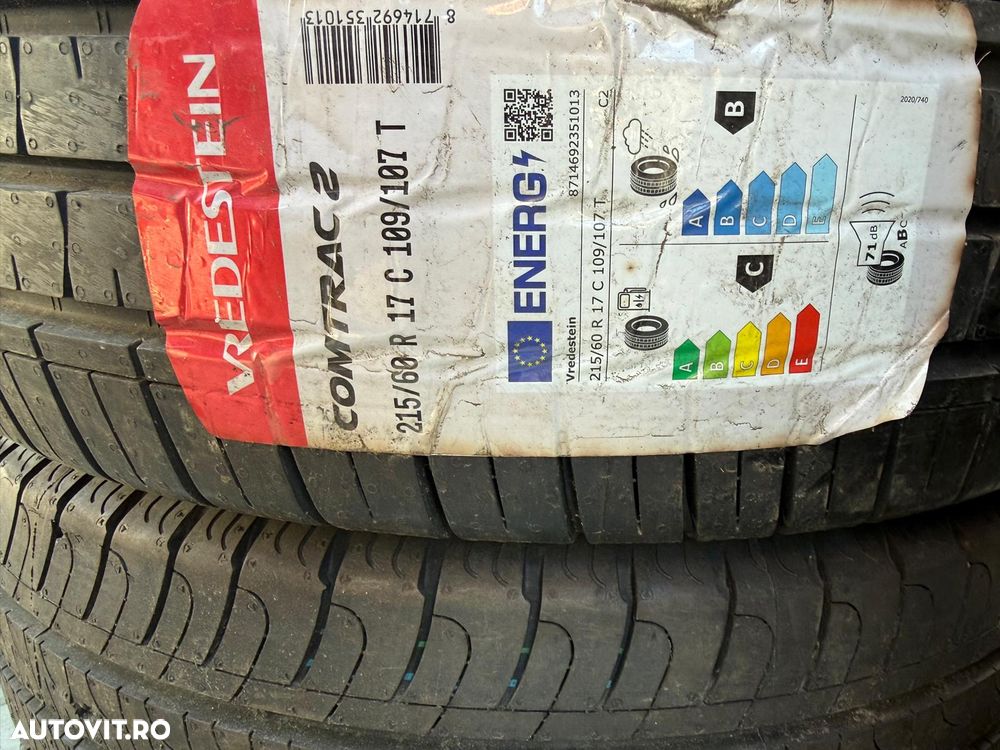 VREDESTEIN
8 714692 351013
COMTRAC 2
215/60 R 17 C 109/107 T
ENERG
Vredestein
8714692351013
215/60 R 17 C 109/107 T
C2
A
B
C
D
E
C
A
B
C
D
E
B
71 dB
ABC
2020/740
AUTOVIT.RO